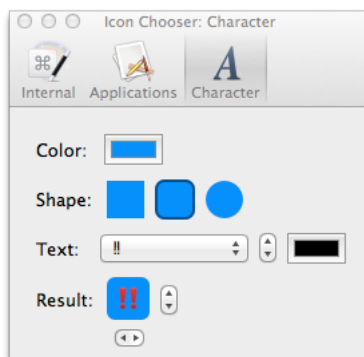 Icon Chooser: Character
Internal Applications Character
Color:
Shape:
Text: ‼
Result: ‼